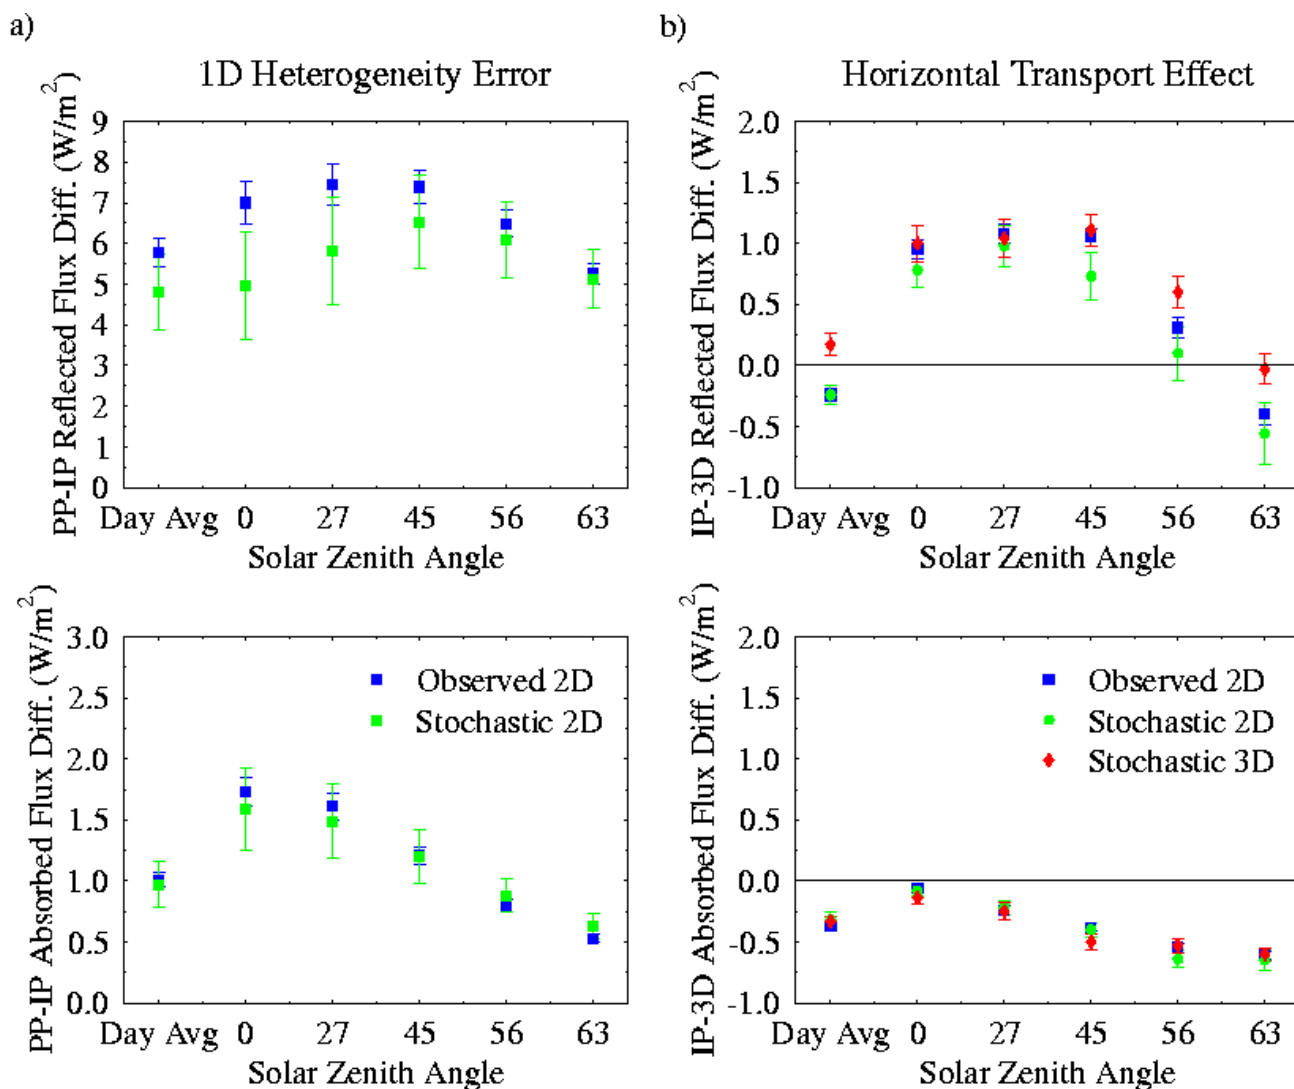 a)
1D Heterogeneity Error
PP-IP Reflected Flux Diff. (W/m²)
9
8
7
6
5
4
3
2
1
0
Day Avg 0 27 45 56 63
Solar Zenith Angle
b)
Horizontal Transport Effect
IP-3D Reflected Flux Diff. (W/m²)
2.0
1.5
1.0
0.5
0.0
-0.5
-1.0
Day Avg 0 27 45 56 63
Solar Zenith Angle
PP-IP Absorbed Flux Diff. (W/m²)
3.0
2.5
2.0
1.5
1.0
0.5
0.0
Observed 2D
Stochastic 2D
Day Avg 0 27 45 56 63
Solar Zenith Angle
IP-3D Absorbed Flux Diff. (W/m²)
2.0
1.5
1.0
0.5
0.0
-0.5
-1.0
Observed 2D
Stochastic 2D
Stochastic 3D
Day Avg 0 27 45 56 63
Solar Zenith Angle